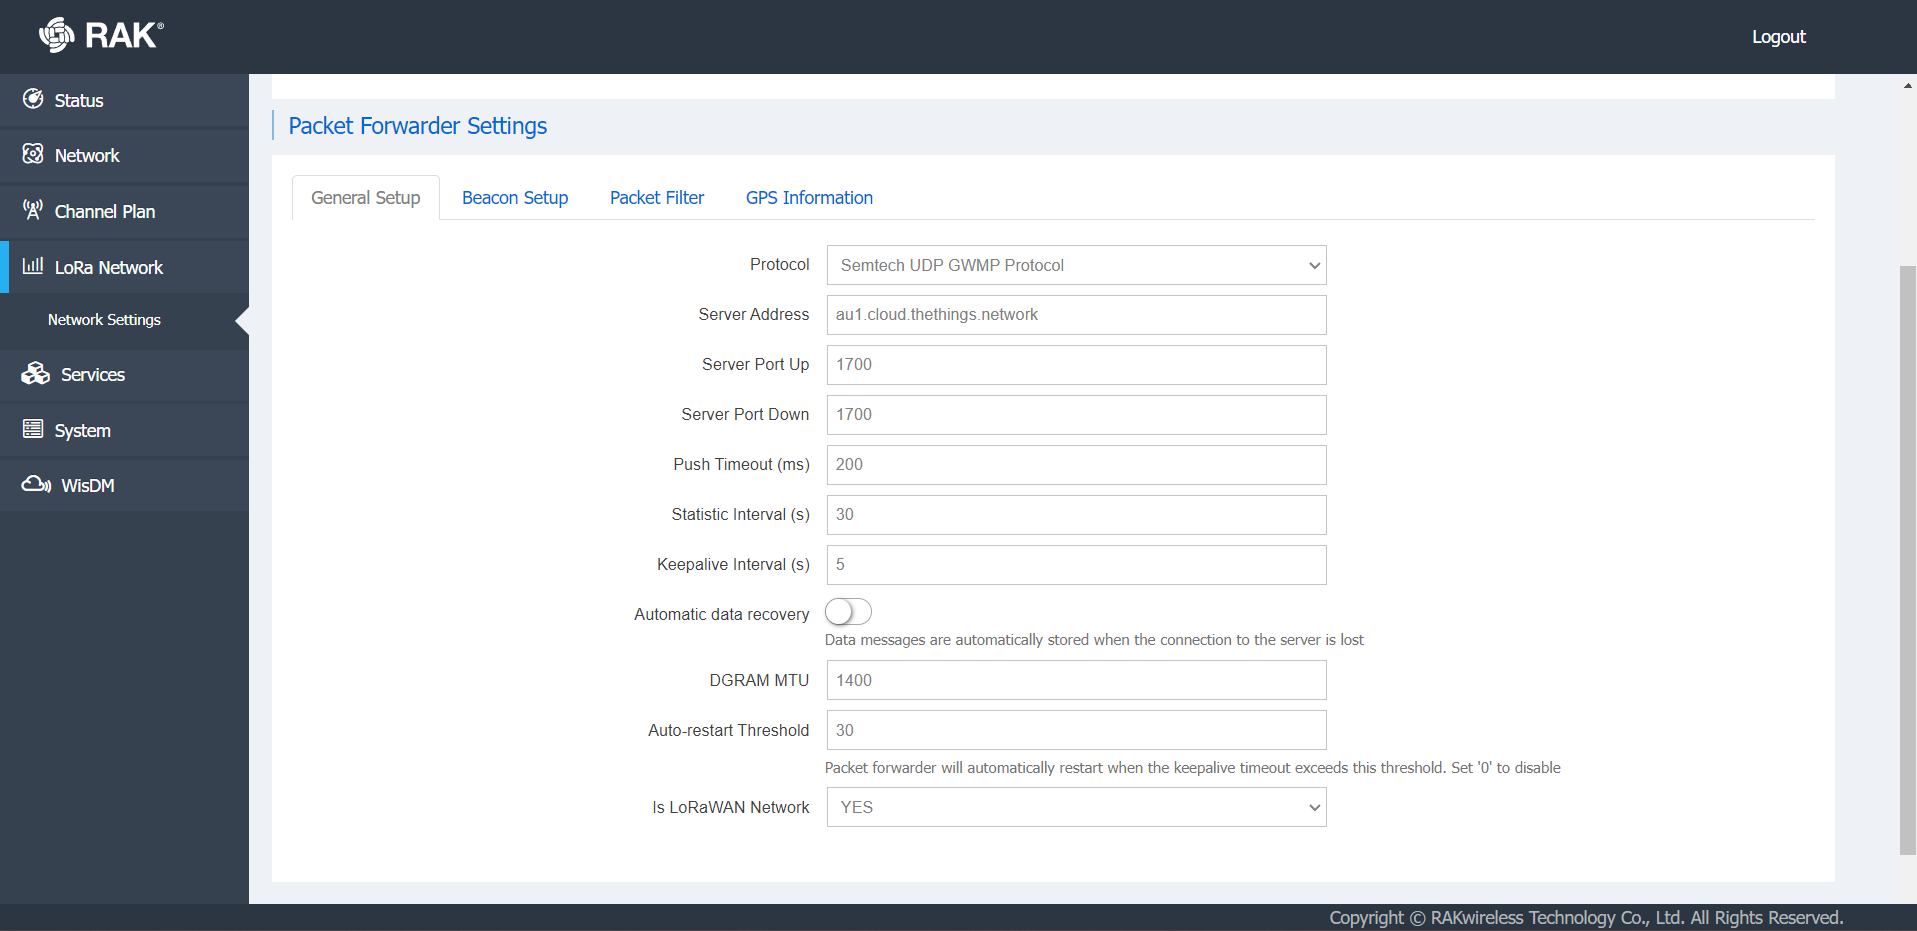 RAK®
Logout
Status
Network
Channel Plan
LoRa Network
Network Settings
Services
System
WisDM
Packet Forwarder Settings
General Setup Beacon Setup Packet Filter GPS Information
Protocol Semtech UDP GWMP Protocol
Server Address au1.cloud.thethings.network
Server Port Up 1700
Server Port Down 1700
Push Timeout (ms) 200
Statistic Interval (s) 30
Keepalive Interval (s) 5
Automatic data recovery
Data messages are automatically stored when the connection to the server is lost
DGRAM MTU 1400
Auto-restart Threshold 30
Packet forwarder will automatically restart when the keepalive timeout exceeds this threshold. Set '0' to disable
Is LoRaWAN Network YES
Copyright © RAKwireless Technology Co., Ltd. All Rights Reserved.